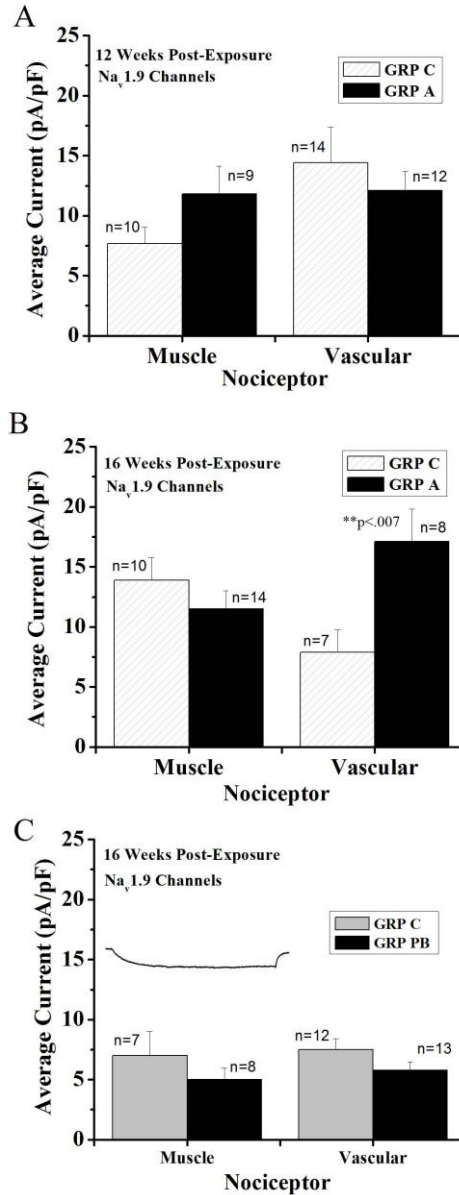 A
12 Weeks Post-Exposure
Nav1.9 Channels
GRP C
GRP A
Average Current (pA/pF)
25
20
15
10
5
0
n=10
n=9
n=14
n=12
Muscle
Vascular
Nociceptor
B
16 Weeks Post-Exposure
Nav1.9 Channels
GRP C
GRP A
Average Current (pA/pF)
25
20
15
10
5
0
n=10
n=14
n=7
**p<.007
n=8
Muscle
Vascular
Nociceptor
C
16 Weeks Post-Exposure
Nav1.9 Channels
GRP C
GRP PB
Average Current (pA/pF)
25
20
15
10
5
0
n=7
n=8
n=12
n=13
Muscle
Vascular
Nociceptor